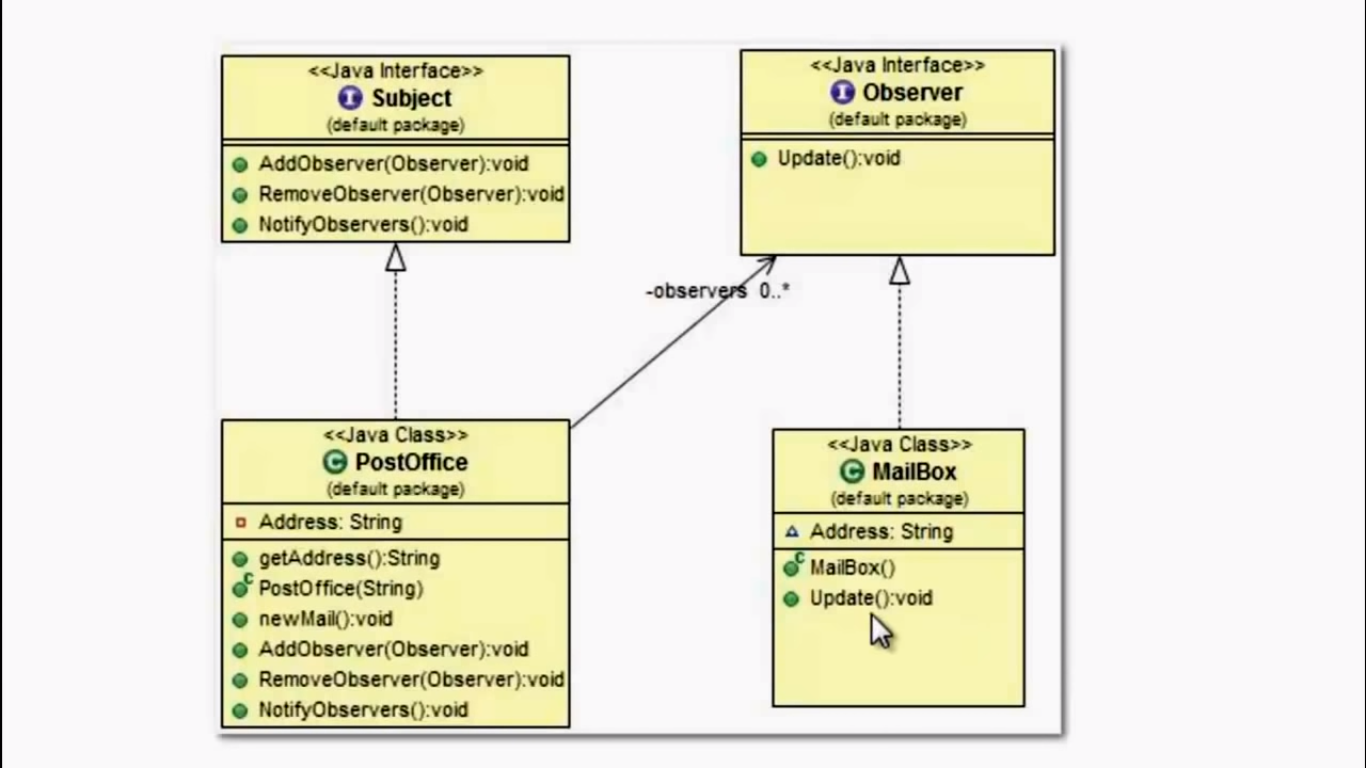 <<Java Interface>>
I Subject
(default package)
AddObserver(Observer):void
RemoveObserver(Observer):void
NotifyObservers():void
<<Java Interface>>
I Observer
(default package)
Update():void
-observers 0..*
<<Java Class>>
C PostOffice
(default package)
Address: String
getAddress():String
C PostOffice(String)
newMail():void
AddObserver(Observer):void
RemoveObserver(Observer):void
NotifyObservers():void
<<Java Class>>
C MailBox
(default package)
Address: String
C MailBox()
Update():void